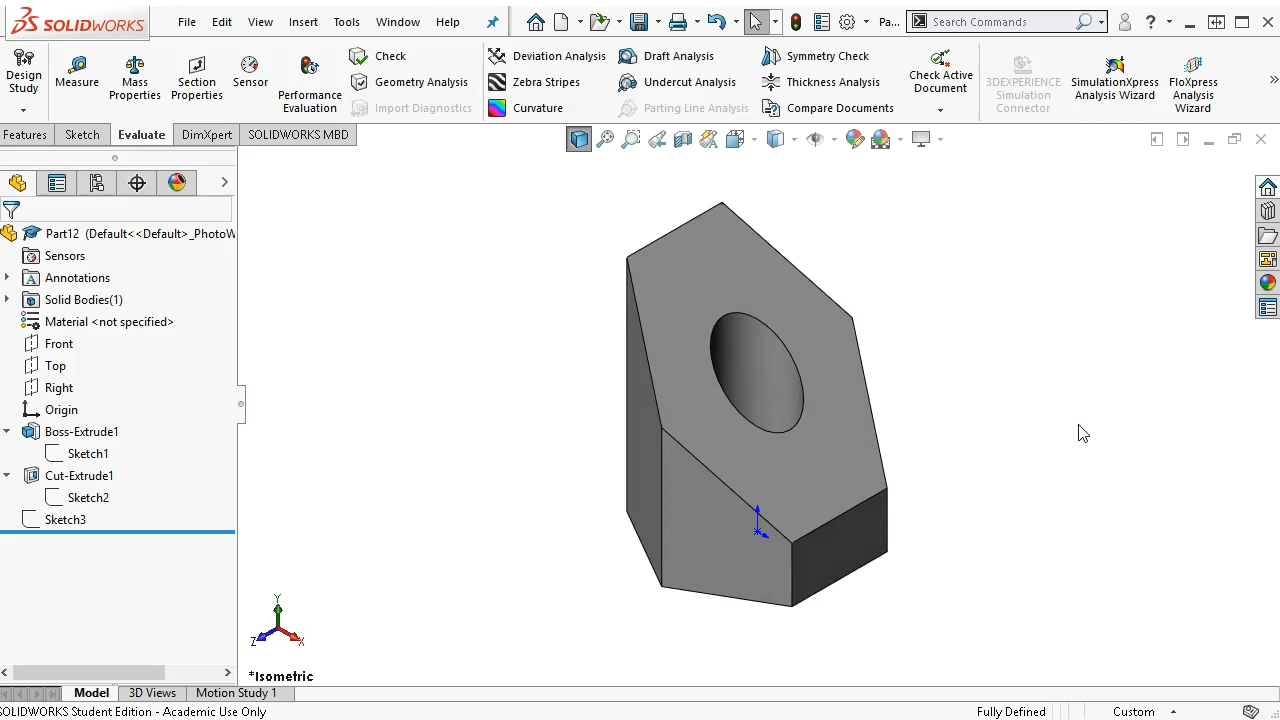 SOLIDWORKS File Edit View Insert Tools Window Help Pa... Search Commands ?
Design Study
Measure
Mass Properties
Section Properties
Sensor
Performance Evaluation
Check
Geometry Analysis
Import Diagnostics
Deviation Analysis
Zebra Stripes
Curvature
Draft Analysis
Undercut Analysis
Parting Line Analysis
Symmetry Check
Thickness Analysis
Compare Documents
Check Active Document
3DEXPERIENCE Simulation Connector
SimulationXpress Analysis Wizard
FloXpress Analysis Wizard
Features Sketch Evaluate DimXpert SOLIDWORKS MBD
Part12 (Default<<Default>_PhotoW
Sensors
Annotations
Solid Bodies(1)
Material <not specified>
Front
Top
Right
Origin
Boss-Extrude1
Sketch1
Cut-Extrude1
Sketch2
Sketch3
Y
Z X
*Isometric
Model 3D Views Motion Study 1
SOLIDWORKS Student Edition - Academic Use Only Fully Defined Custom